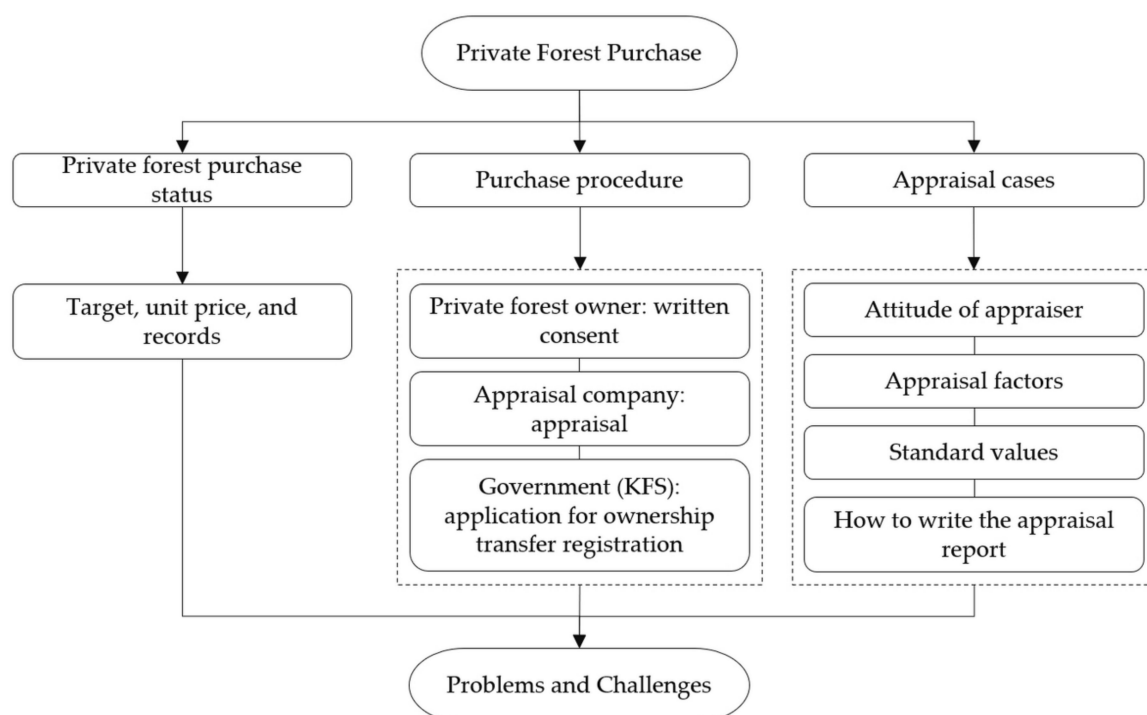 Private Forest Purchase
Private forest purchase
status
Purchase procedure
Appraisal cases
Target, unit price, and
records
Private forest owner: written
consent
Appraisal company:
appraisal
Government (KFS):
application for ownership
transfer registration
Attitude of appraiser
Appraisal factors
Standard values
How to write the appraisal
report
Problems and Challenges